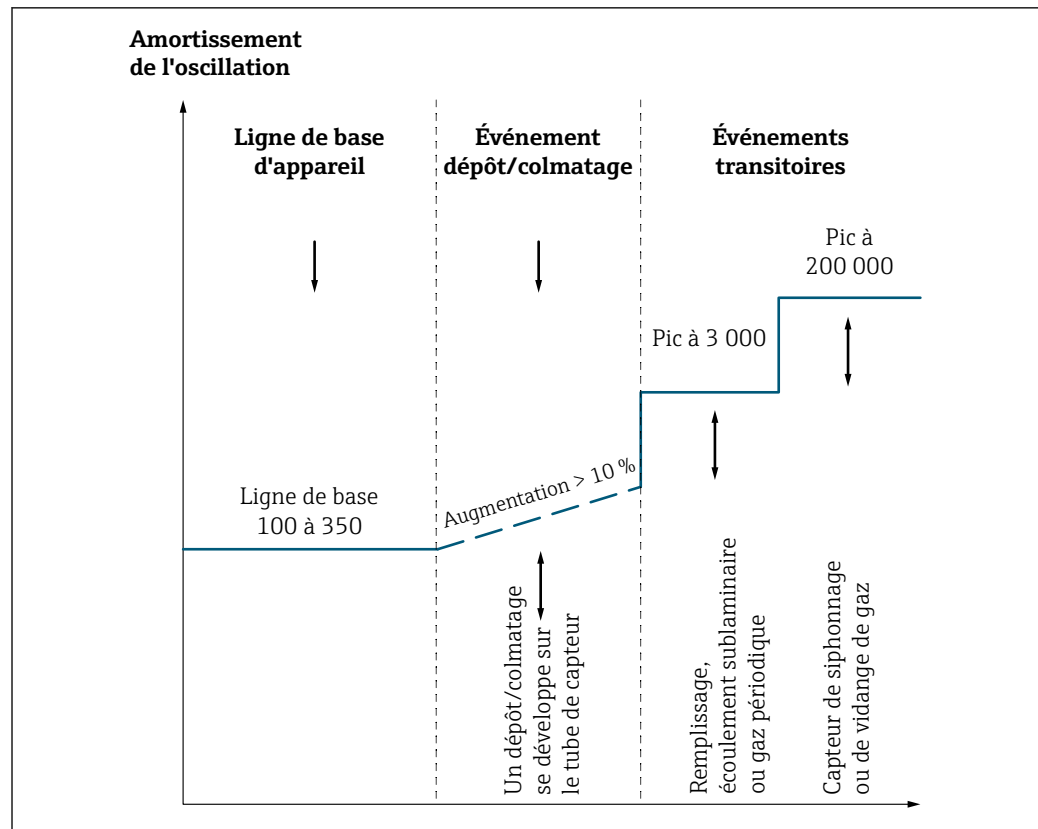 Amortissement
de l'oscillation
Ligne de base
d'appareil
Événement
dépôt/colmatage
Événements
transitoires
Pic à
200 000
Pic à 3 000
Augmentation > 10 %
Ligne de base
100 à 350
Un dépôt/colmatage
se développe sur
le tube de capteur
Remplissage,
écoulement sublaminaire
ou gaz périodique
Capteur de siphonnage
ou de vidange de gaz